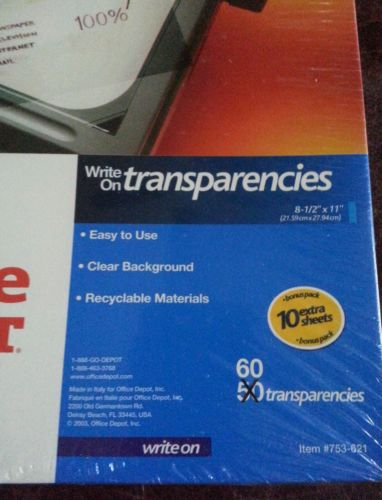 100%
MAIL
Write
On transparencies
8-1/2" x 11"
(21.59cm x 27.94cm)
• Easy to Use
• Clear Background
• Recyclable Materials
• bonus pack
10 extra
sheets
• bonus pack
1-888-GO-DEPOT
1-888-463-3768
www.officedepot.com
Made in Italy for Office Depot, Inc.
Fabriqué en Italie pour Office Depot, Inc.
2200 Old Germantown Rd.
Delray Beach, FL 33445, USA
© 2003, Office Depot, Inc.
60
50 transparencies
write on
Item #753-621